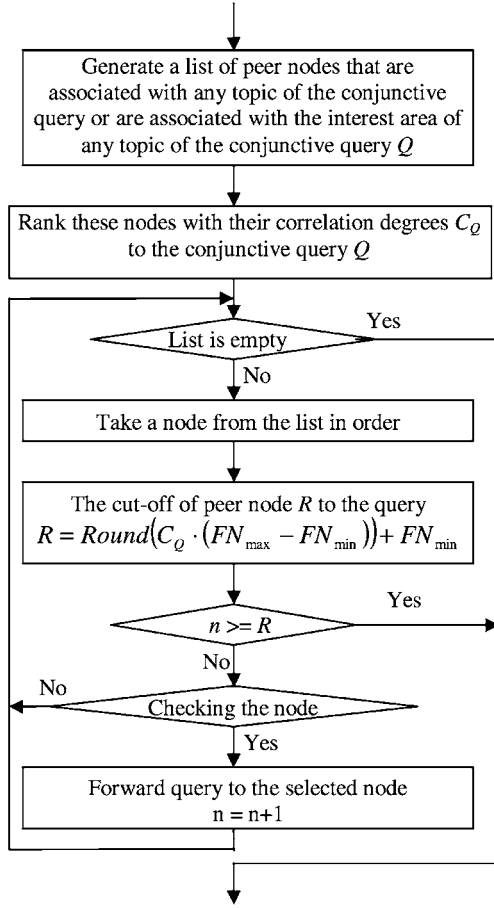 Generate a list of peer nodes that are
associated with any topic of the conjunctive
query or are associated with the interest area of
any topic of the conjunctive query Q
Rank these nodes with their correlation degrees C_Q
to the conjunctive query Q
Yes
List is empty
No
Take a node from the list in order
The cut-off of peer node R to the query
R = Round(C_Q · (FN_max − FN_min)) + FN_min
Yes
n >= R
No
No
Checking the node
Yes
Forward query to the selected node
n = n+1